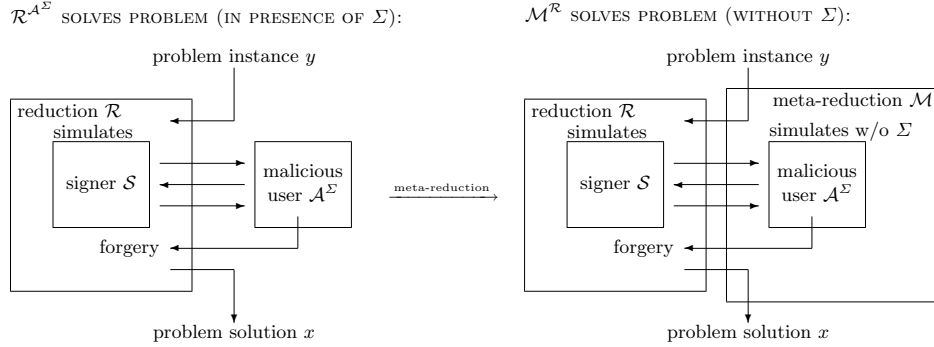 𝓡^{𝓐^Σ} SOLVES PROBLEM (IN PRESENCE OF Σ):
problem instance y
reduction 𝓡
simulates
signer 𝓢
malicious
user 𝓐^Σ
forgery
problem solution x
meta-reduction
𝓜^𝓡 SOLVES PROBLEM (WITHOUT Σ):
problem instance y
reduction 𝓡
meta-reduction 𝓜
simulates
simulates w/o Σ
signer 𝓢
malicious
user 𝓐^Σ
forgery
problem solution x